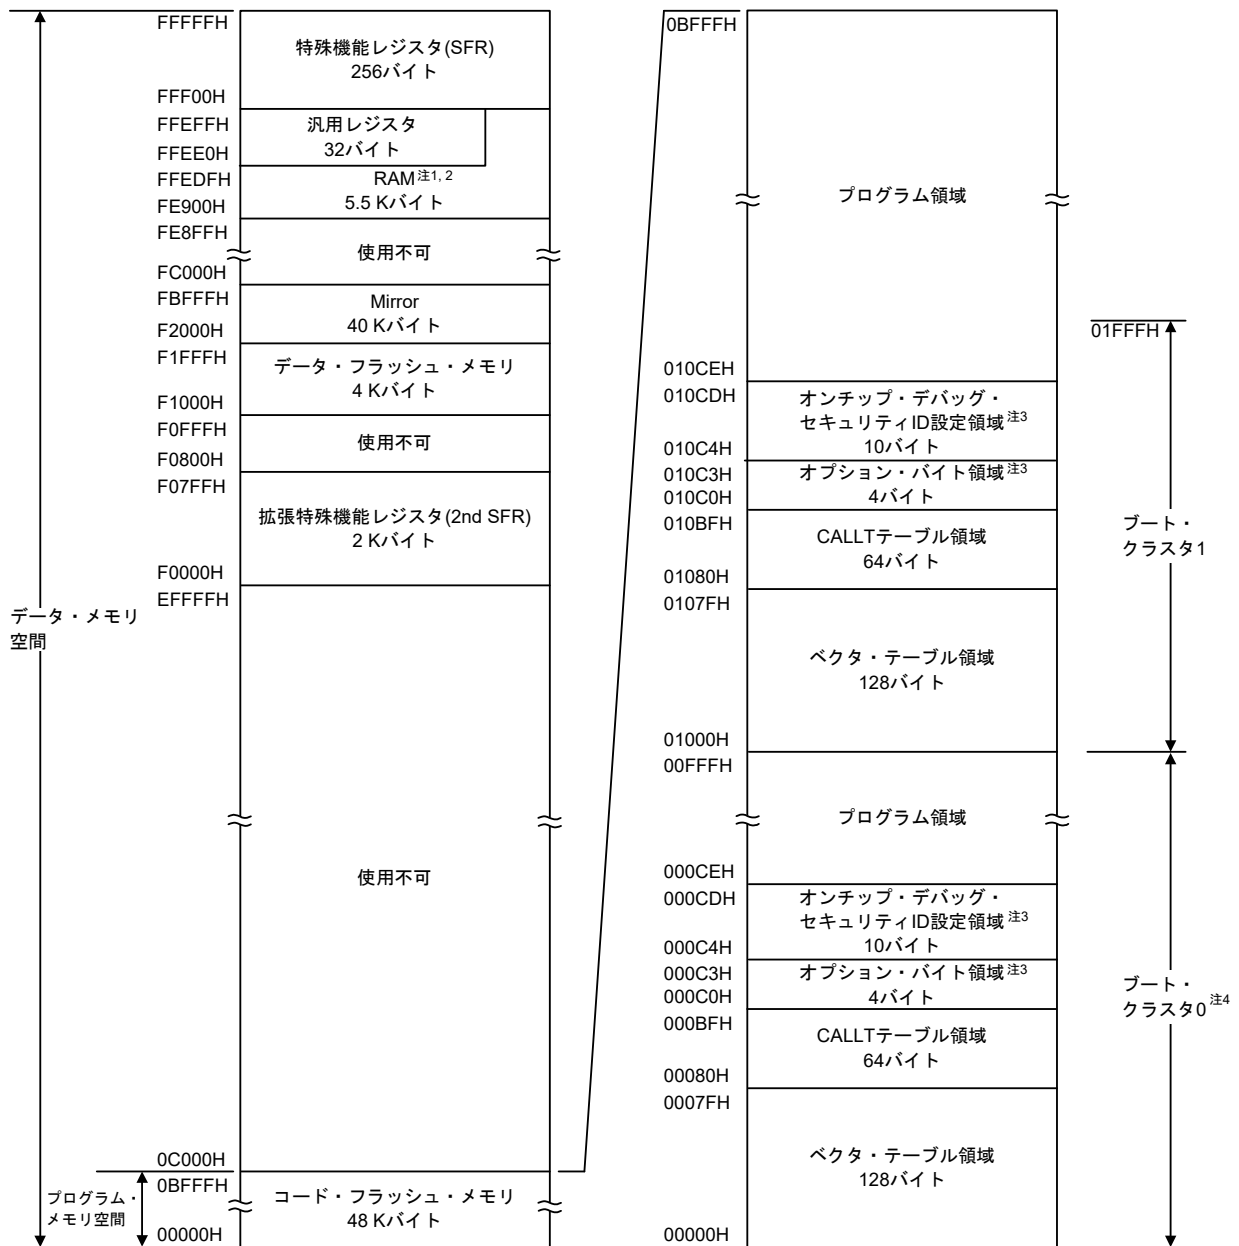 FFFFFH
特殊機能レジスタ(SFR)
256バイト
FFF00H
FFEFFH
汎用レジスタ
32バイト
FFEE0H
FFEDFH
RAM注1, 2
5.5 Kバイト
FE900H
FE8FFH
使用不可
FC000H
FBFFFH
Mirror
40 Kバイト
F2000H
F1FFFH
データ・フラッシュ・メモリ
4 Kバイト
F1000H
F0FFFH
使用不可
F0800H
F07FFH
拡張特殊機能レジスタ(2nd SFR)
2 Kバイト
F0000H
EFFFFH
データ・メモリ
空間
使用不可
0C000H
0BFFFH
コード・フラッシュ・メモリ
48 Kバイト
プログラム・
メモリ空間
00000H
0BFFFH
プログラム領域
01FFFH
010CEH
010CDH
オンチップ・デバッグ・
セキュリティID設定領域注3
10バイト
010C4H
010C3H
オプション・バイト領域注3
4バイト
010C0H
010BFH
CALLTテーブル領域
64バイト
01080H
0107FH
ブート・
クラスタ1
ベクタ・テーブル領域
128バイト
01000H
00FFFH
プログラム領域
000CEH
000CDH
オンチップ・デバッグ・
セキュリティID設定領域注3
10バイト
000C4H
000C3H
オプション・バイト領域注3
4バイト
000C0H
000BFH
CALLTテーブル領域
64バイト
00080H
0007FH
ブート・
クラスタ0注4
ベクタ・テーブル領域
128バイト
00000H